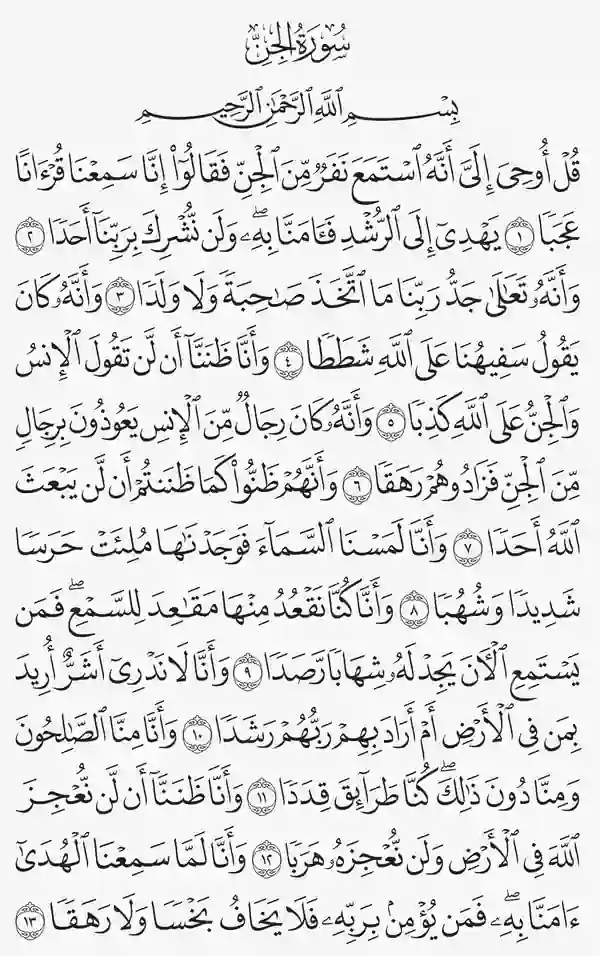 سُورَةُ الجِنِّ
بِسْمِ ٱللَّهِ ٱلرَّحْمَٰنِ ٱلرَّحِيمِ
قُلْ أُوحِىَ إِلَىَّ أَنَّهُ ٱسْتَمَعَ نَفَرٌ مِّنَ ٱلْجِنِّ فَقَالُوٓا۟ إِنَّا سَمِعْنَا قُرْءَانًا
عَجَبًا ١ يَهْدِىٓ إِلَى ٱلرُّشْدِ فَـَٔامَنَّا بِهِۦ ۖ وَلَن نُّشْرِكَ بِرَبِّنَآ أَحَدًا ٢
وَأَنَّهُۥ تَعَٰلَىٰ جَدُّ رَبِّنَا مَا ٱتَّخَذَ صَٰحِبَةً وَلَا وَلَدًا ٣ وَأَنَّهُۥ كَانَ
يَقُولُ سَفِيهُنَا عَلَى ٱللَّهِ شَطَطًا ٤ وَأَنَّا ظَنَنَّآ أَن لَّن تَقُولَ ٱلْإِنسُ
وَٱلْجِنُّ عَلَى ٱللَّهِ كَذِبًا ٥ وَأَنَّهُۥ كَانَ رِجَالٌ مِّنَ ٱلْإِنسِ يَعُوذُونَ بِرِجَالٍ
مِّنَ ٱلْجِنِّ فَزَادُوهُمْ رَهَقًا ٦ وَأَنَّهُمْ ظَنُّوا۟ كَمَا ظَنَنتُمْ أَن لَّن يَبْعَثَ
ٱللَّهُ أَحَدًا ٧ وَأَنَّا لَمَسْنَا ٱلسَّمَآءَ فَوَجَدْنَٰهَا مُلِئَتْ حَرَسًا
شَدِيدًا وَشُهُبًا ٨ وَأَنَّا كُنَّا نَقْعُدُ مِنْهَا مَقَٰعِدَ لِلسَّمْعِ ۖ فَمَن
يَسْتَمِعِ ٱلْـَٔانَ يَجِدْ لَهُۥ شِهَابًا رَّصَدًا ٩ وَأَنَّا لَا نَدْرِىٓ أَشَرٌّ أُرِيدَ
بِمَن فِى ٱلْأَرْضِ أَمْ أَرَادَ بِهِمْ رَبُّهُمْ رَشَدًا ١٠ وَأَنَّا مِنَّا ٱلصَّٰلِحُونَ
وَمِنَّا دُونَ ذَٰلِكَ ۖ كُنَّا طَرَآئِقَ قِدَدًا ١١ وَأَنَّا ظَنَنَّآ أَن لَّن نُّعْجِزَ
ٱللَّهَ فِى ٱلْأَرْضِ وَلَن نُّعْجِزَهُۥ هَرَبًا ١٢ وَأَنَّا لَمَّا سَمِعْنَا ٱلْهُدَىٰٓ
ءَامَنَّا بِهِۦ ۖ فَمَن يُؤْمِنۢ بِرَبِّهِۦ فَلَا يَخَافُ بَخْسًا وَلَا رَهَقًا ١٣